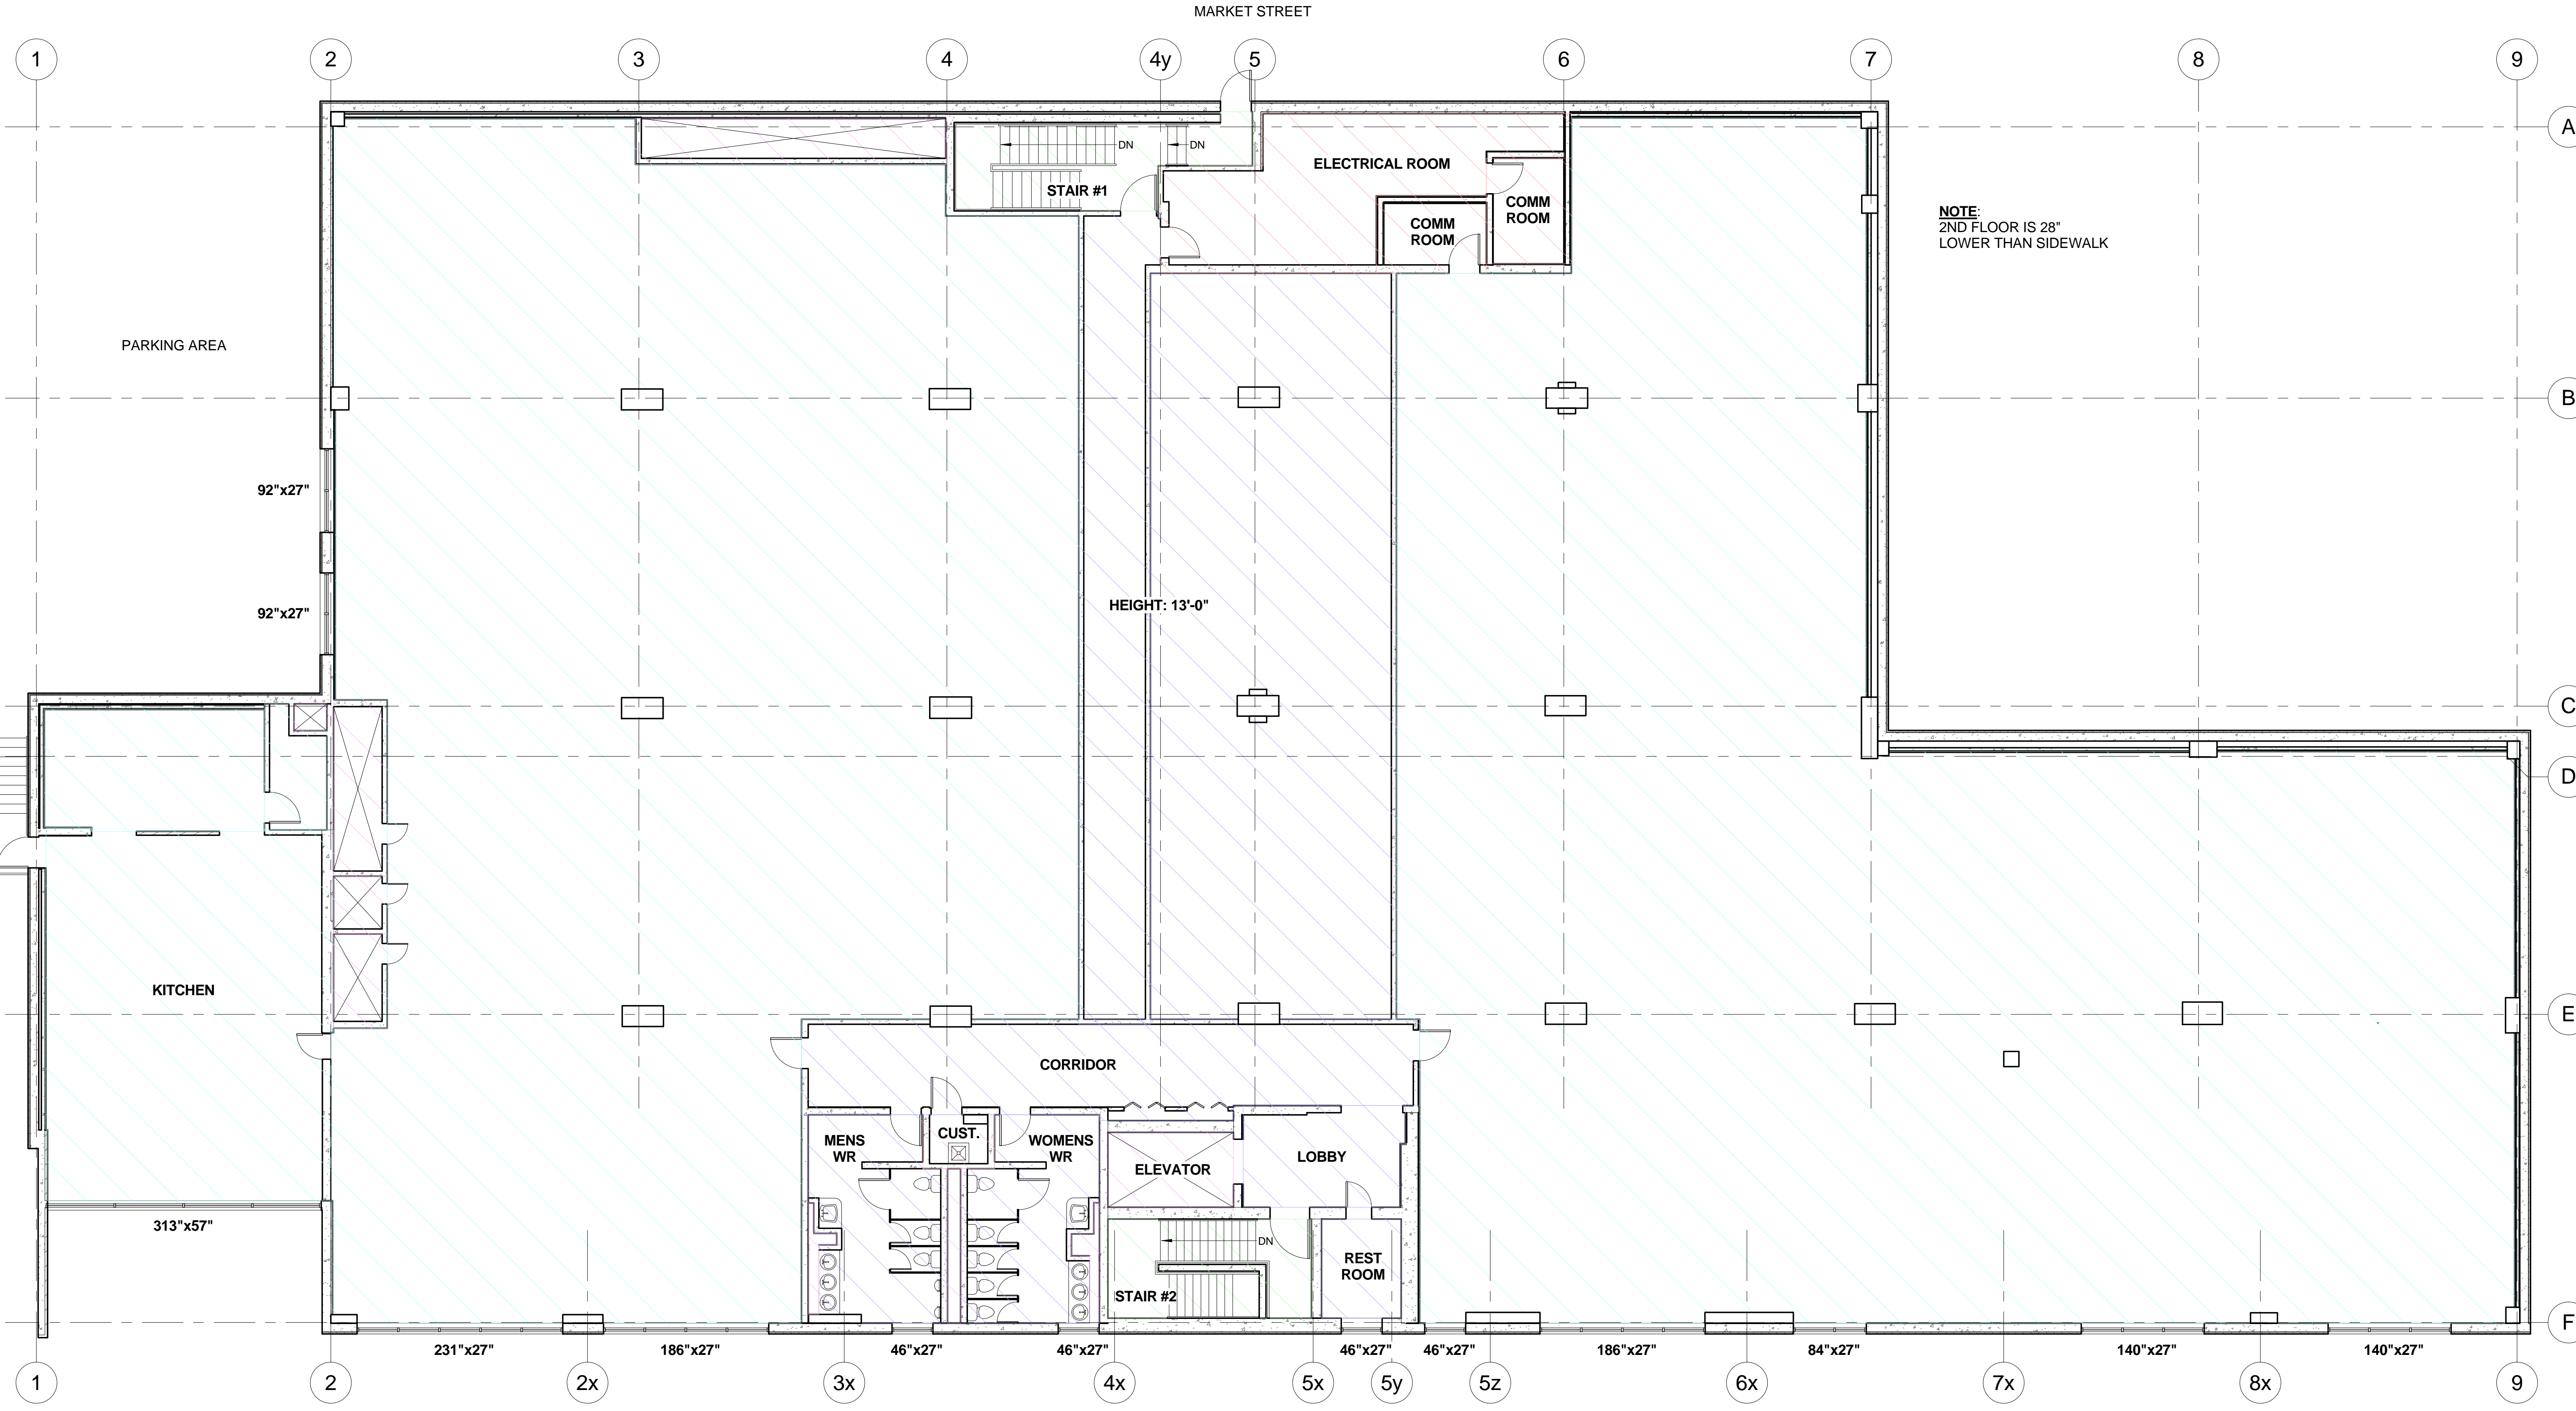 MARKET STREET
1
2
3
4
4y
5
6
7
8
9
A
DN
DN
ELECTRICAL ROOM
STAIR #1
COMM
ROOM
COMM
ROOM
NOTE:
2ND FLOOR IS 28"
LOWER THAN SIDEWALK
PARKING AREA
B
92"x27"
HEIGHT: 13'-0"
92"x27"
C
D
KITCHEN
E
CORRIDOR
MENS
WR
CUST.
WOMENS
WR
ELEVATOR
LOBBY
313"x57"
DN
REST
ROOM
STAIR #2
F
231"x27"
186"x27"
46"x27"
46"x27"
46"x27"
46"x27"
186"x27"
84"x27"
140"x27"
140"x27"
1
2
2x
3x
4x
5x
5y
5z
6x
7x
8x
9